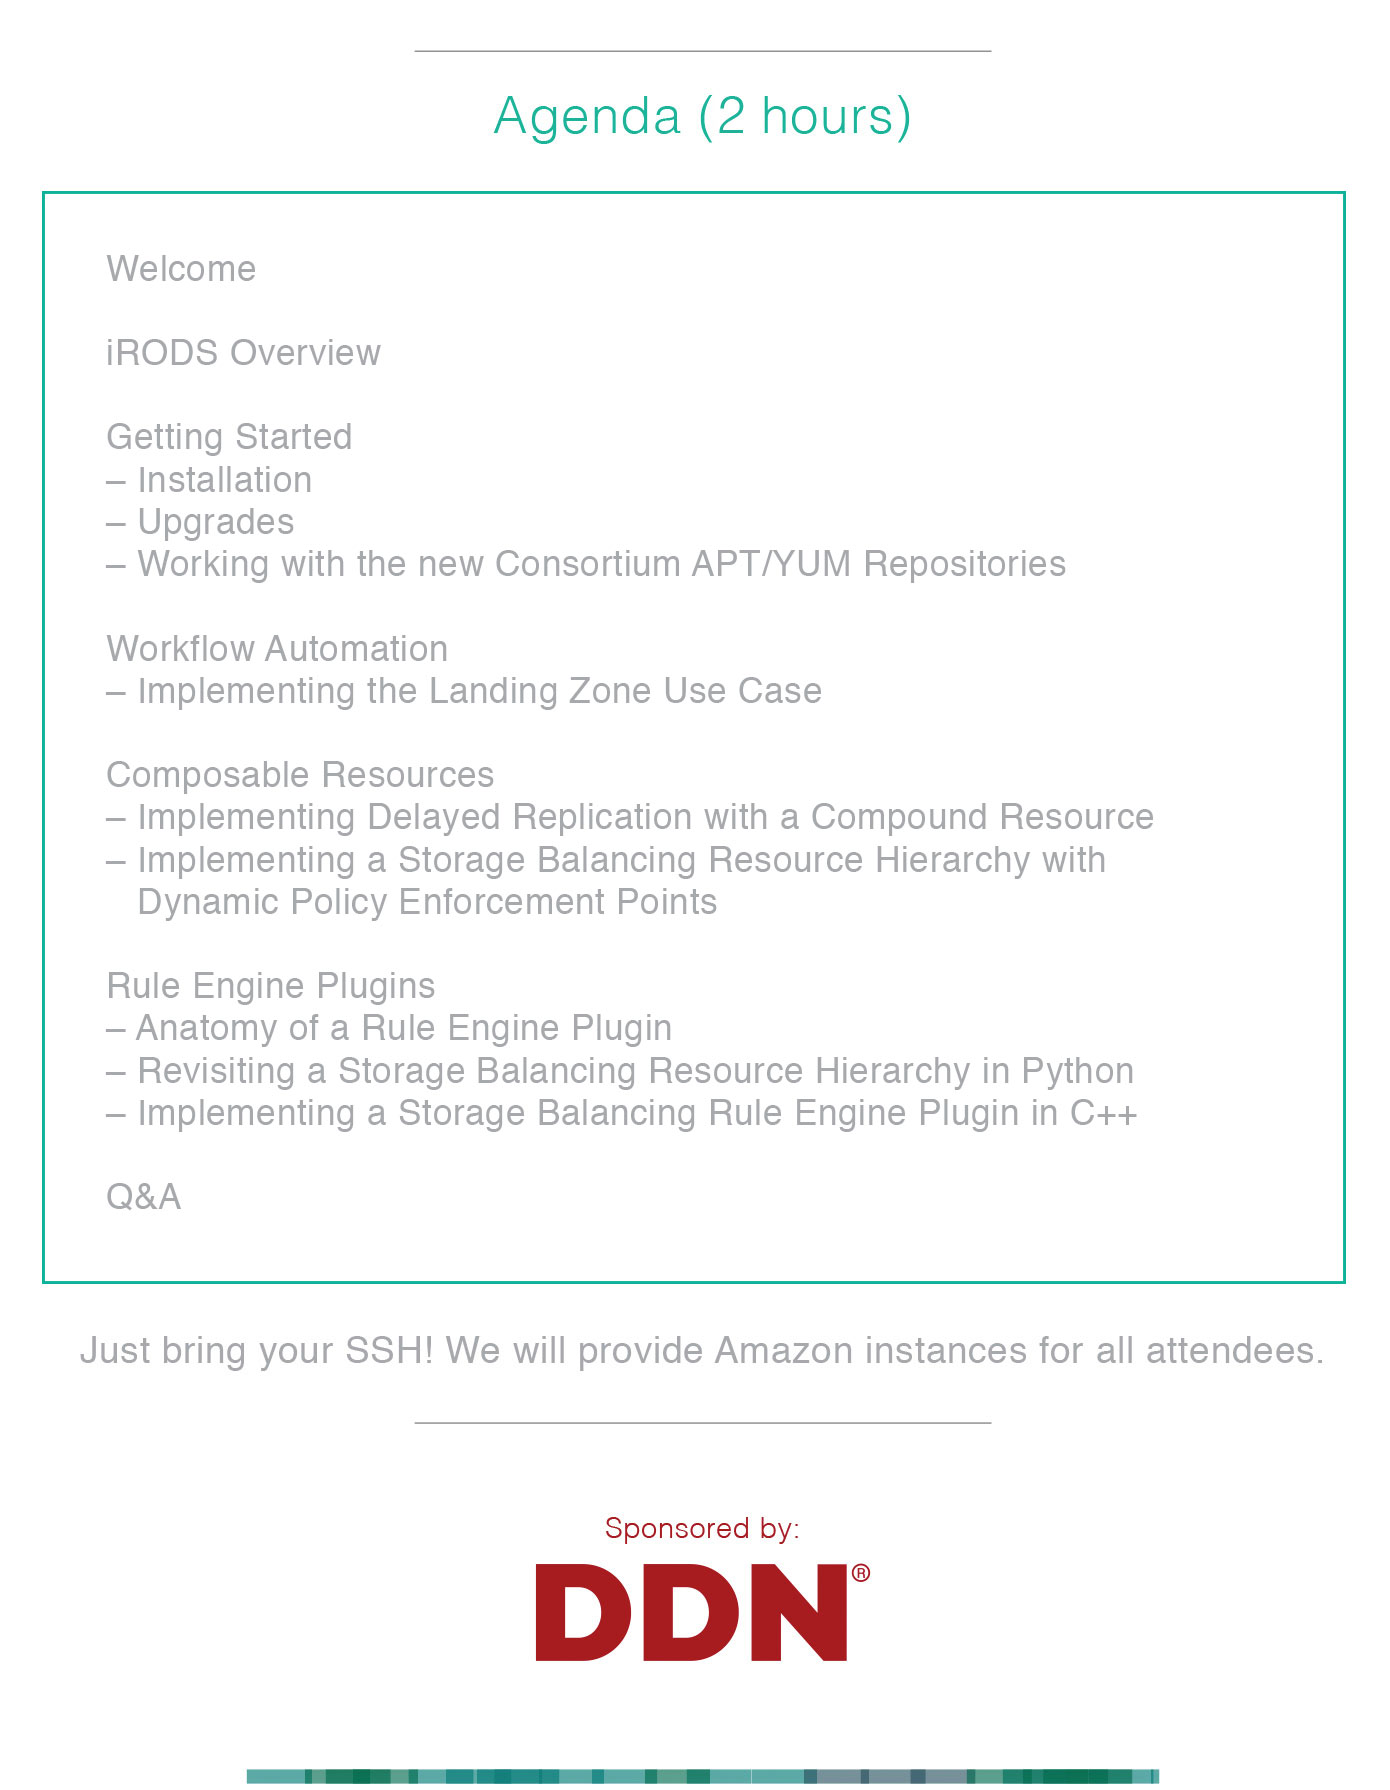 Agenda (2 hours)
Welcome
iRODS Overview
Getting Started
– Installation
– Upgrades
– Working with the new Consortium APT/YUM Repositories
Workflow Automation
– Implementing the Landing Zone Use Case
Composable Resources
– Implementing Delayed Replication with a Compound Resource
– Implementing a Storage Balancing Resource Hierarchy with
Dynamic Policy Enforcement Points
Rule Engine Plugins
– Anatomy of a Rule Engine Plugin
– Revisiting a Storage Balancing Resource Hierarchy in Python
– Implementing a Storage Balancing Rule Engine Plugin in C++
Q&A
Just bring your SSH! We will provide Amazon instances for all attendees.
Sponsored by:
DDN®